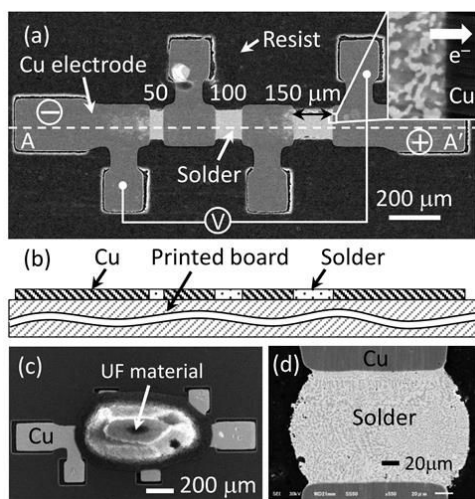 (a)
Resist
Cu electrode
e⁻
Cu
50 100 150 μm
−
A
A′
+
Solder
V
200 μm
(b)
Cu Printed board Solder
(c)
UF material
Cu
200 μm
(d)
Cu
Solder
20μm